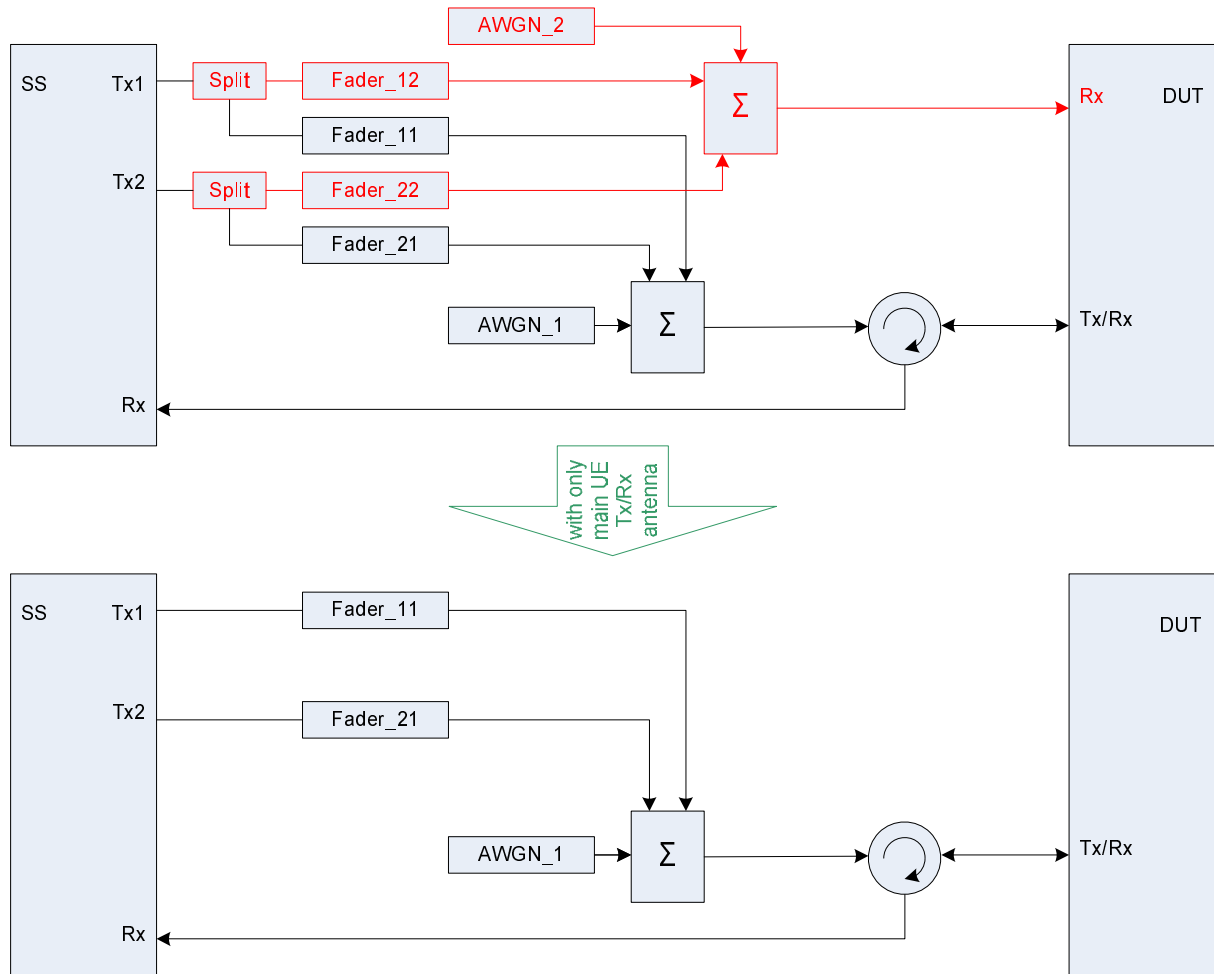 AWGN_2
SS
Tx1
Split
Fader_12
Σ
Rx
DUT
Fader_11
Tx2
Split
Fader_22
Fader_21
AWGN_1
Σ
Tx/Rx
Rx
with only
main UE
Tx/Rx
antenna
SS
Tx1
Fader_11
DUT
Tx2
Fader_21
AWGN_1
Σ
Tx/Rx
Rx